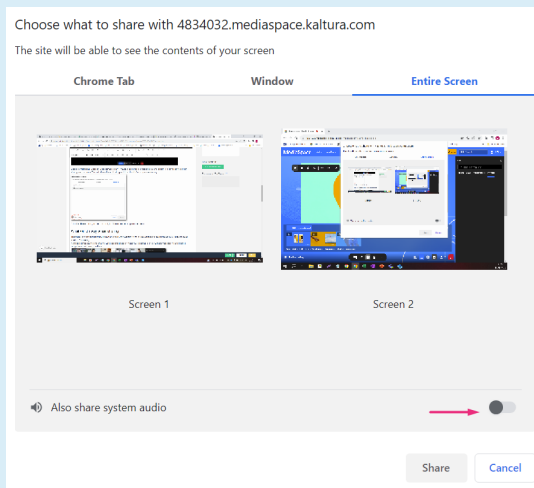 Choose what to share with 4834032.mediaspace.kaltura.com
The site will be able to see the contents of your screen
Chrome Tab Window Entire Screen
Screen 1 Screen 2
Also share system audio
Share Cancel